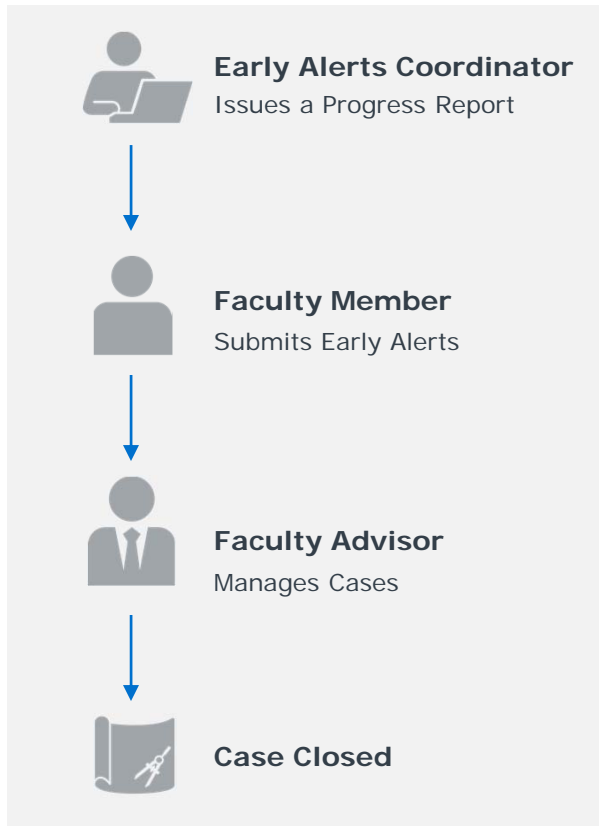 Early Alerts Coordinator
Issues a Progress Report
Faculty Member
Submits Early Alerts
Faculty Advisor
Manages Cases
Case Closed